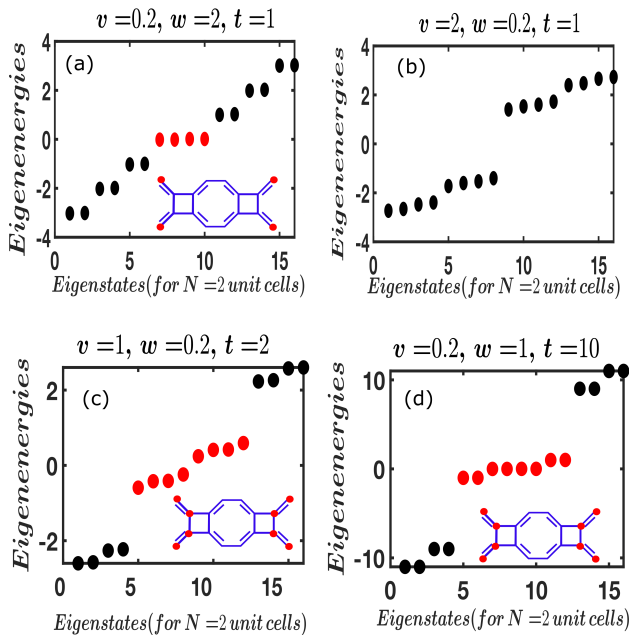 v =0.2, w =2, t =1
(a)
Eigenenergies
4
2
0
-2
-4
0 5 10 15
Eigenstates(for N =2 unit cells)
v =2, w =0.2, t =1
(b)
Eigenenergies
4
2
0
-2
-4
0 5 10 15
Eigenstates(for N =2 unit cells)
v =1, w =0.2, t =2
(c)
Eigenenergies
2
0
-2
0 5 10 15
Eigenstates(for N =2 unit cells)
v =0.2, w =1, t =10
(d)
Eigenenergies
10
0
-10
0 5 10 15
Eigenstates(for N =2 unit cells)